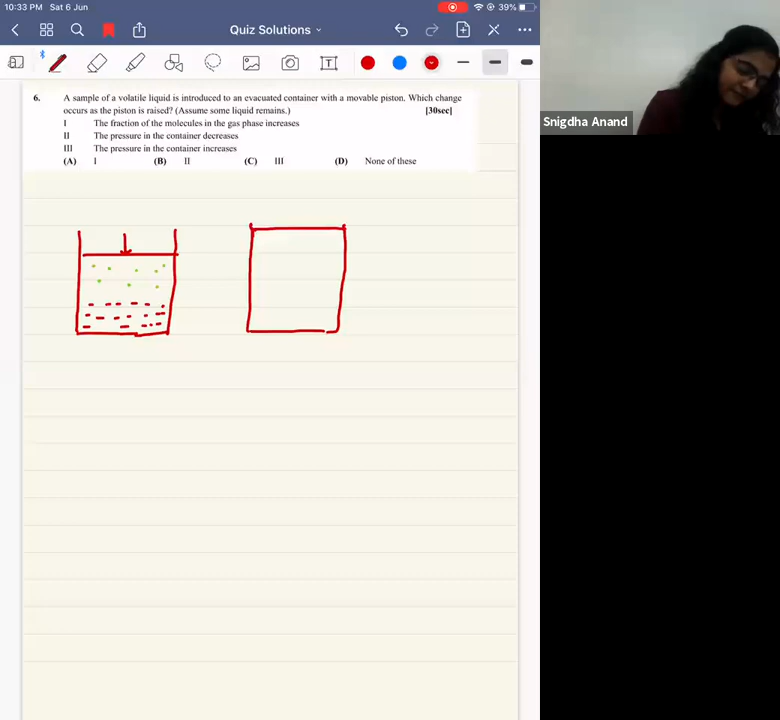 10:33 PM Sat 6 Jun
39%
Quiz Solutions
T
Snigdha Anand
6. A sample of a volatile liquid is introduced to an evacuated container with a movable piston. Which change
occurs as the piston is raised? (Assume some liquid remains.) [30sec]
I The fraction of the molecules in the gas phase increases
II The pressure in the container decreases
III The pressure in the container increases
(A) I (B) II (C) III (D) None of these